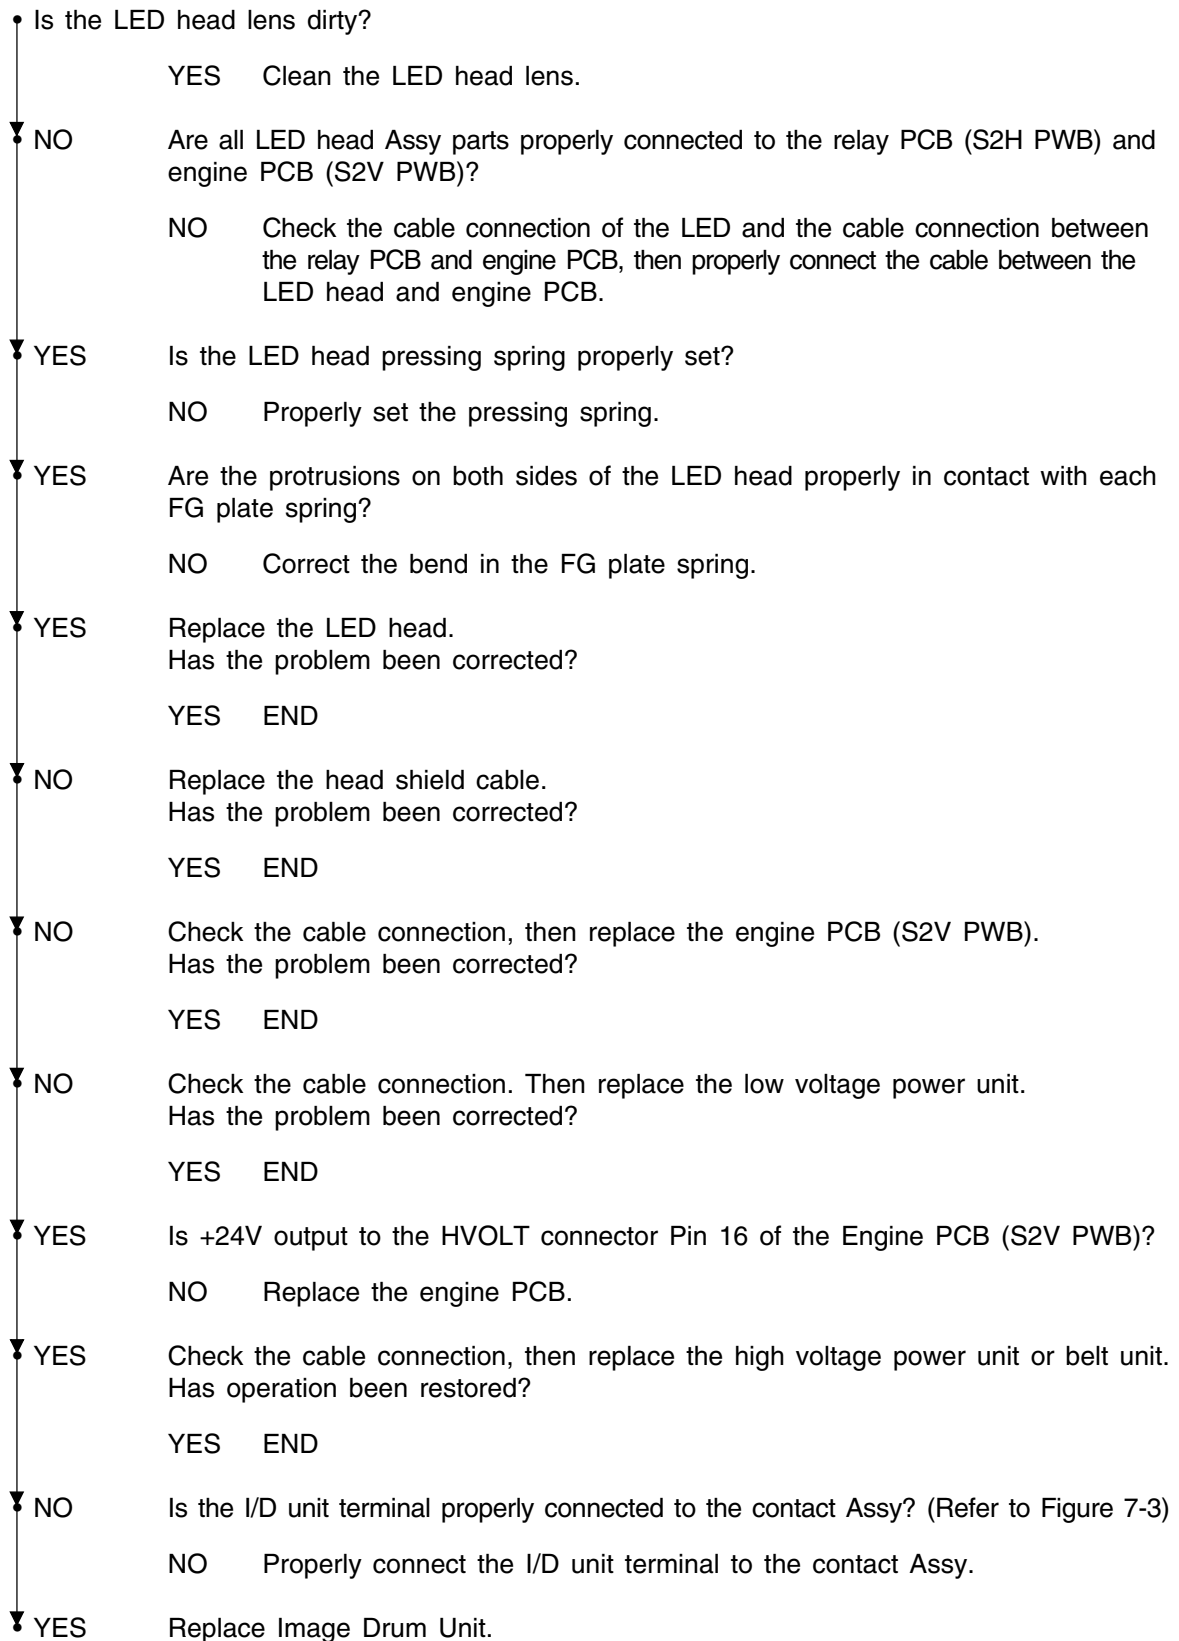 Is the LED head lens dirty?
YES Clean the LED head lens.
NO Are all LED head Assy parts properly connected to the relay PCB (S2H PWB) and
engine PCB (S2V PWB)?
NO Check the cable connection of the LED and the cable connection between
the relay PCB and engine PCB, then properly connect the cable between the
LED head and engine PCB.
YES Is the LED head pressing spring properly set?
NO Properly set the pressing spring.
YES Are the protrusions on both sides of the LED head properly in contact with each
FG plate spring?
NO Correct the bend in the FG plate spring.
YES Replace the LED head.
Has the problem been corrected?
YES END
NO Replace the head shield cable.
Has the problem been corrected?
YES END
NO Check the cable connection, then replace the engine PCB (S2V PWB).
Has the problem been corrected?
YES END
NO Check the cable connection. Then replace the low voltage power unit.
Has the problem been corrected?
YES END
YES Is +24V output to the HVOLT connector Pin 16 of the Engine PCB (S2V PWB)?
NO Replace the engine PCB.
YES Check the cable connection, then replace the high voltage power unit or belt unit.
Has operation been restored?
YES END
NO Is the I/D unit terminal properly connected to the contact Assy? (Refer to Figure 7-3)
NO Properly connect the I/D unit terminal to the contact Assy.
YES Replace Image Drum Unit.